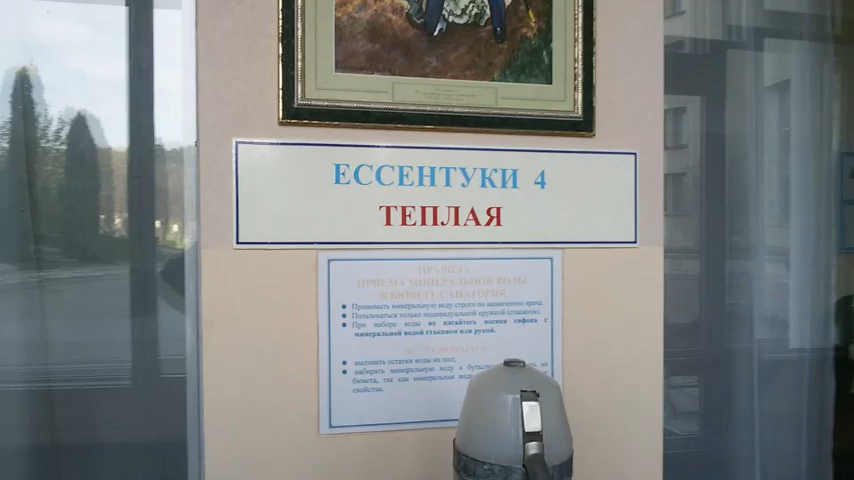 ЕССЕНТУКИ 4
ТЕПЛАЯ
ПРАВИЛА
ПРИЕМА МИНЕРАЛЬНОЙ ВОДЫ
В БЮВЕТЕ САНАТОРИЯ
Принимать минеральную воду строго по назначению врача.
Пользоваться только индивидуальной кружкой (стаканом).
При наборе воды не касайтесь носика сифона с
минеральной водой стаканом или рукой.
выливать остатки воды на пол;
набирать минеральную воду в из
бювета, так как минеральная
свойства.